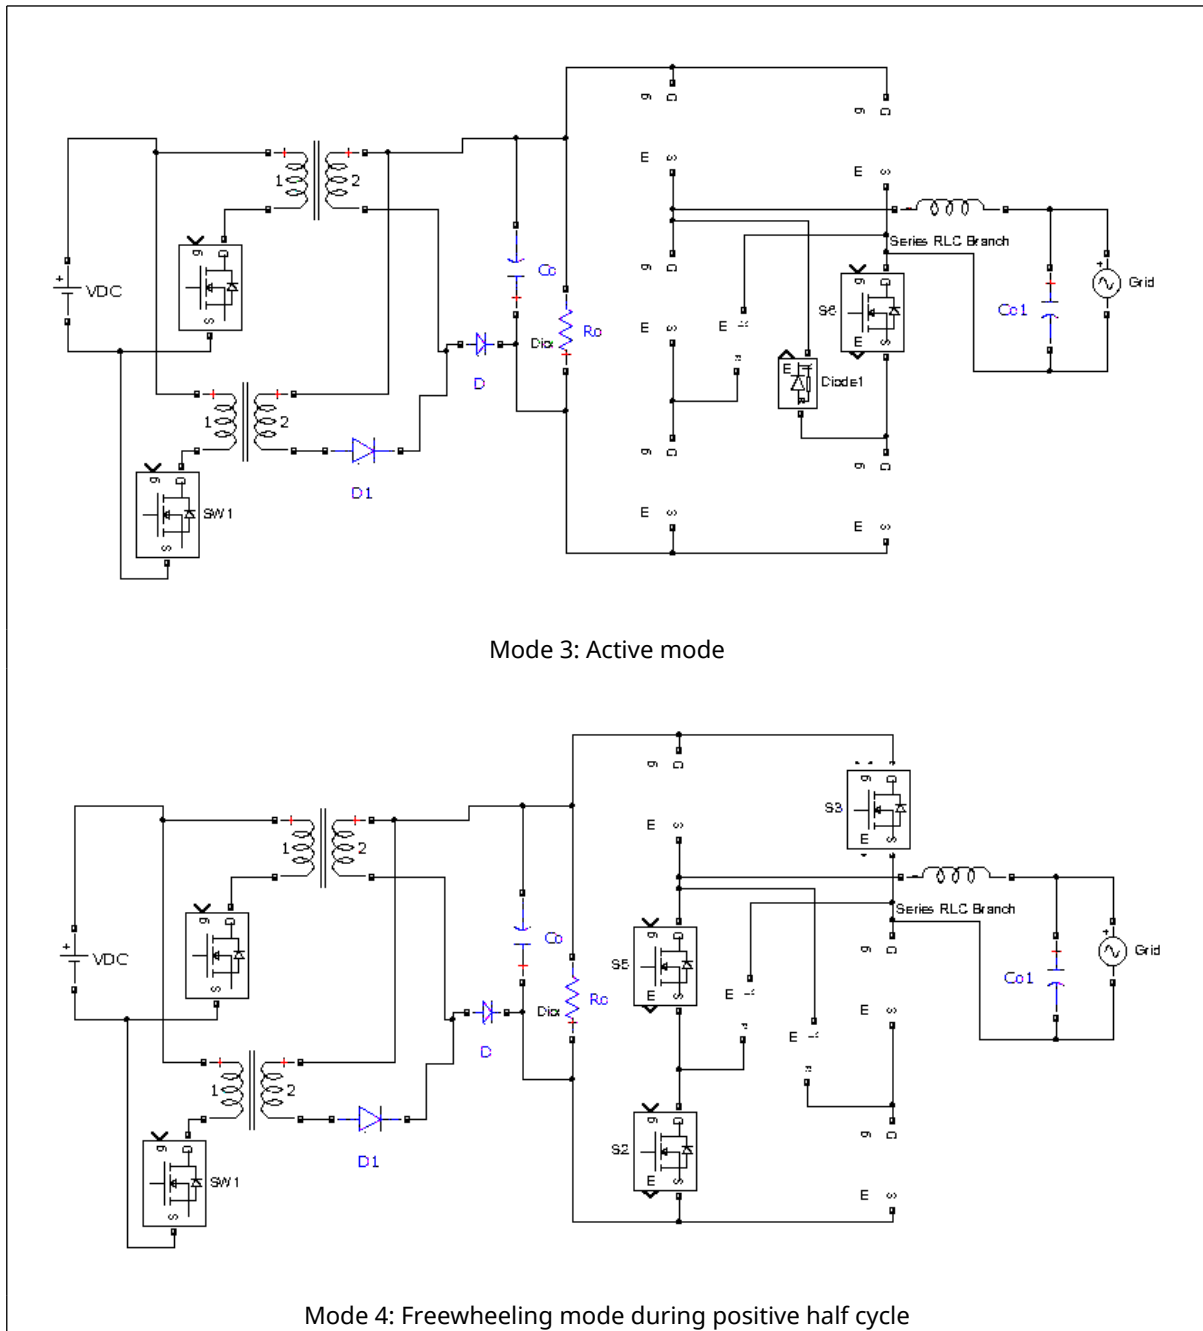 g G
g G
E S
E S
1 2
Series RLC Branch
g D
S
VDC
+
Co
Ro
Grid
S6
g D
E S
Diox
D
E
Diode1
Co1
1 2
D1
g D
SW1
S
g G
E S
g G
E S
g G
E S
Mode 3: Active mode
g G
S3
g D
E S
E S
1 2
Series RLC Branch
g D
S
VDC
+
Co
Ro
Grid
S5
g D
E S
Diox
D
E
E
Co1
g G
E S
1 2
D1
g D
SW1
S
S2
g D
E S
g G
E S
Mode 4: Freewheeling mode during positive half cycle